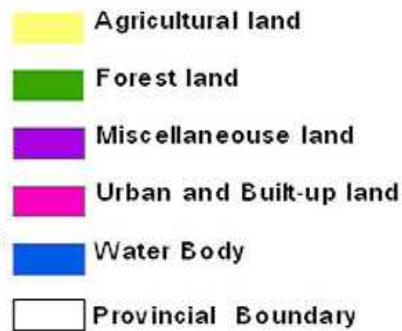 Agricultural land
Forest land
Miscellaneouse land
Urban and Built-up land
Water Body
Provincial Boundary